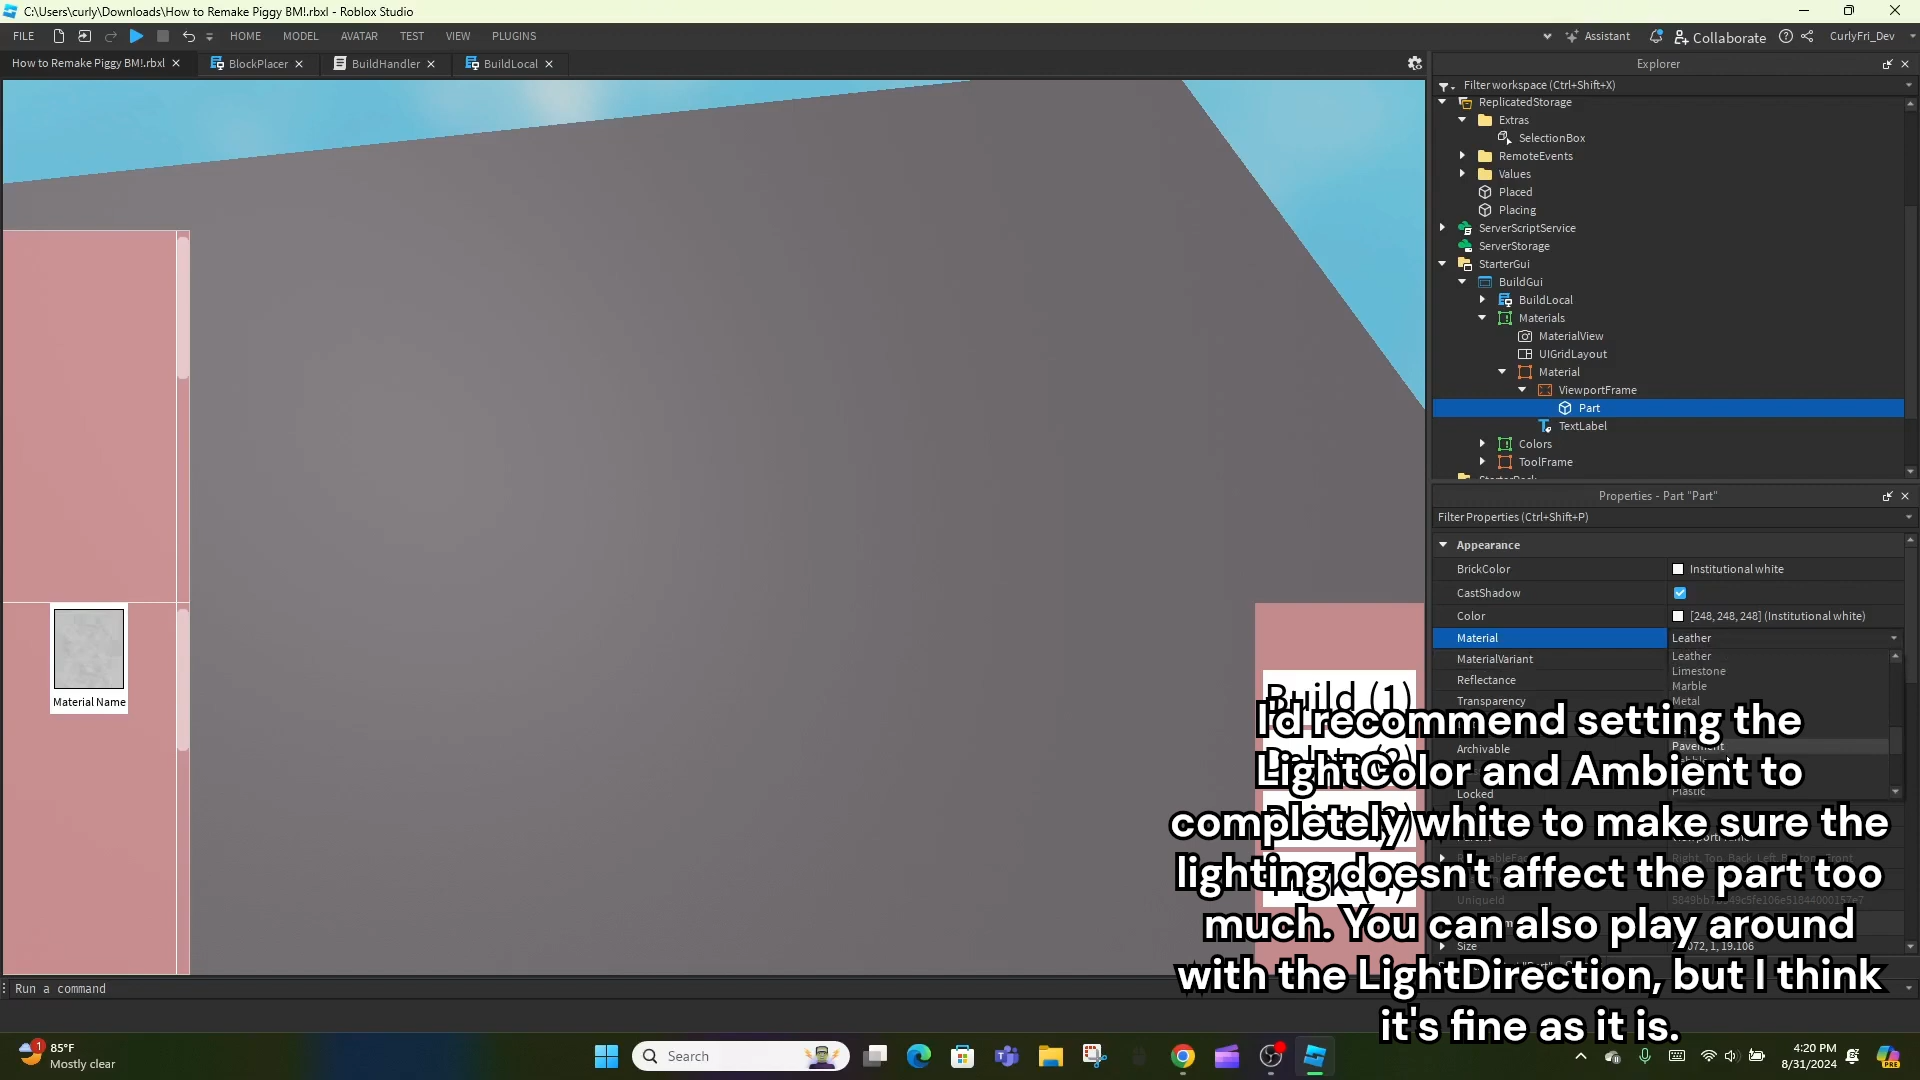 C:\Users\curly\Downloads\How to Remake Piggy BM!.rbxl - Roblox Studio
FILE HOME MODEL AVATAR TEST VIEW PLUGINS Assistant Collaborate CurlyFri_Dev
How to Remake Piggy BM!.rbxl BlockPlacer BuildHandler BuildLocal
Explorer
Filter workspace (Ctrl+Shift+X)
ReplicatedStorage
Extras
SelectionBox
RemoteEvents
Values
Placed
Placing
ServerScriptService
ServerStorage
StarterGui
BuildGui
BuildLocal
Materials
MaterialView
UIGridLayout
Material
ViewportFrame
Part
TextLabel
Colors
ToolFrame
Properties - Part "Part"
Filter Properties (Ctrl+Shift+P)
Appearance
BrickColor Institutional white
CastShadow
Color [248, 248, 248] (Institutional white)
Material Leather
MaterialVariant
Reflectance
Transparency
Archivable
Locked
Size
Leather
Limestone
Marble
Metal
Pavement
Plastic
Material Name
Build (1)
I'd recommend setting the
LightColor and Ambient to
completely white to make sure the
lighting doesn't affect the part too
much. You can also play around
with the LightDirection, but I think
it's fine as it is.
Run a command
1
85°F
Mostly clear
Search
4:20 PM
8/31/2024